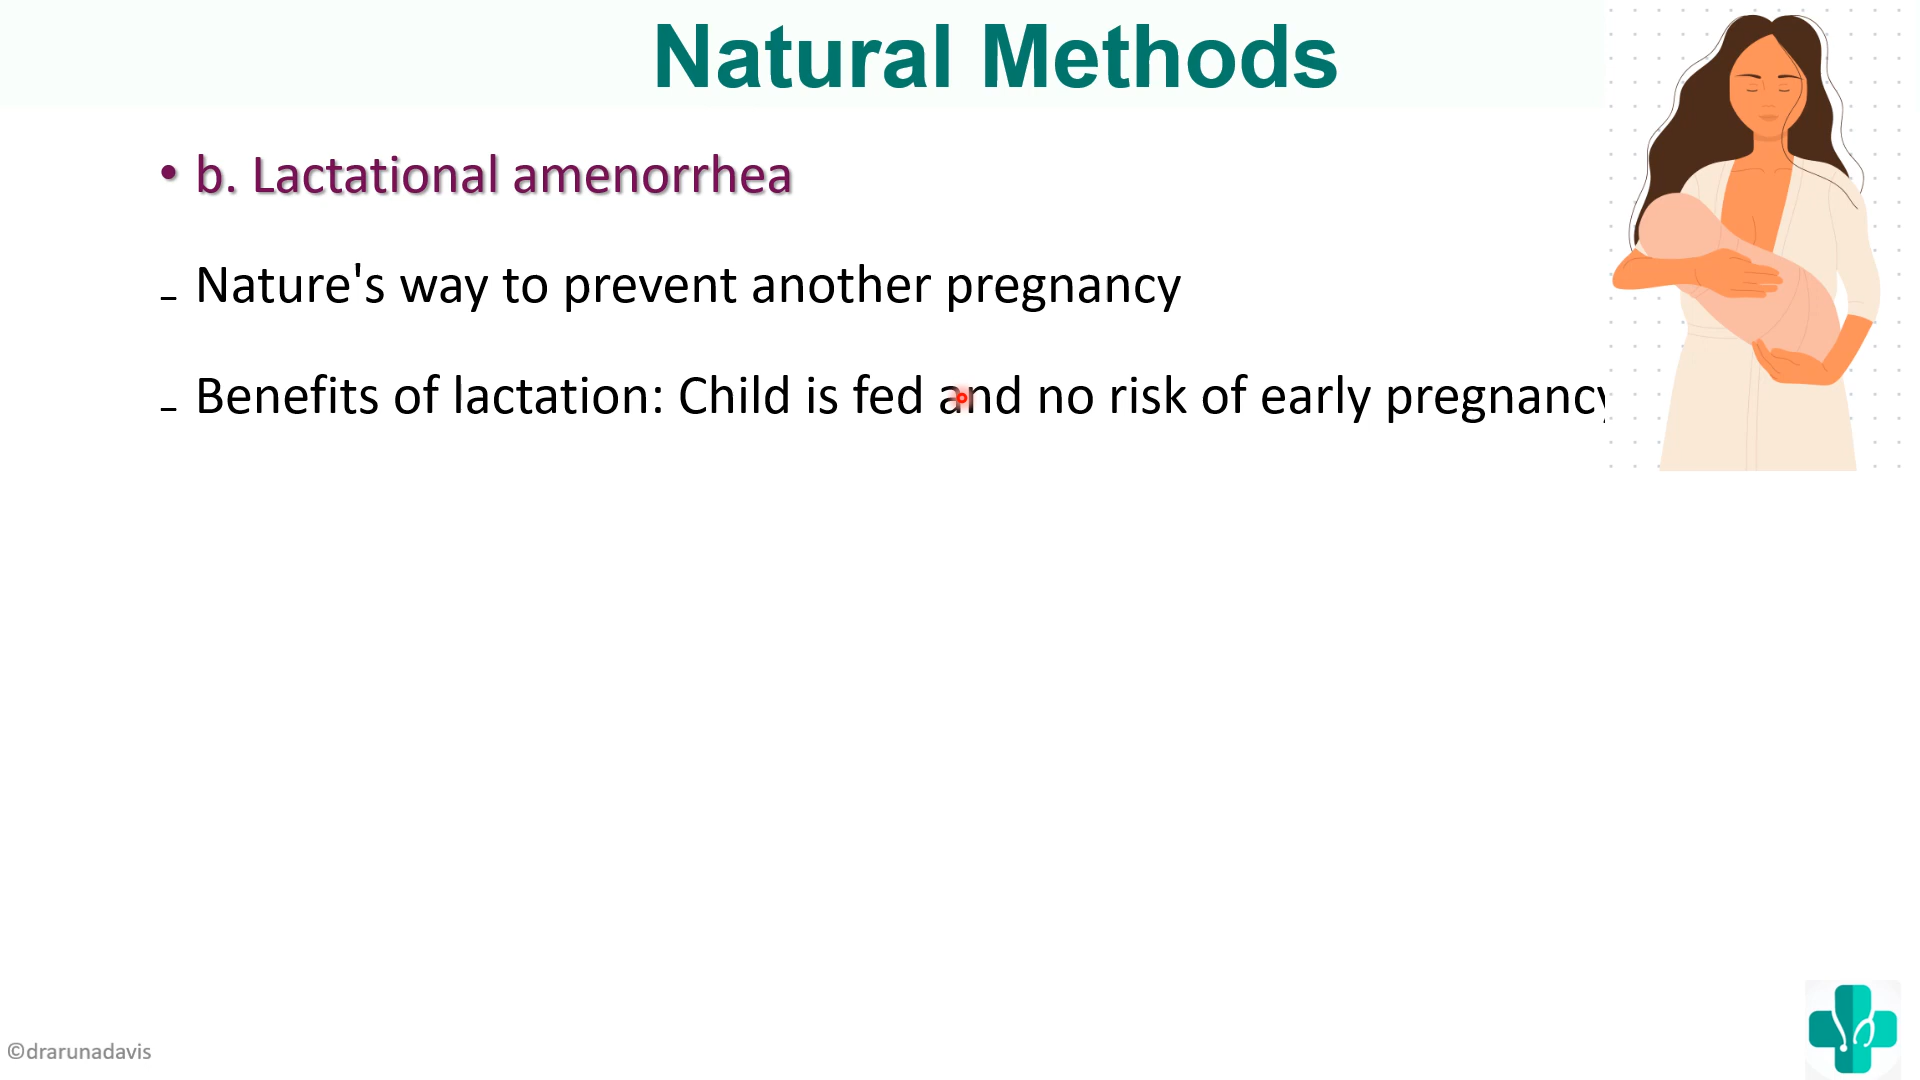 Natural Methods
• b. Lactational amenorrhea
– Nature's way to prevent another pregnancy
– Benefits of lactation: Child is fed and no risk of early pregnancy
©drarunadavis